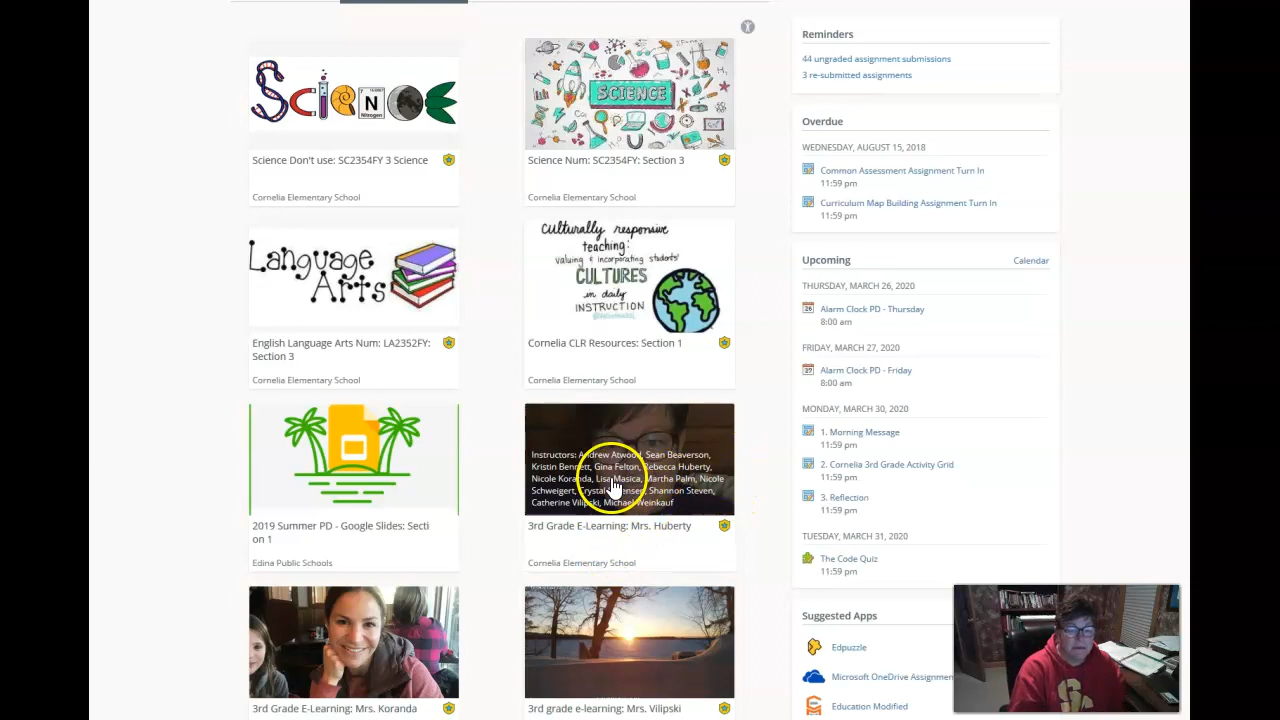 SCIENCE
N
Nitrogen
Science Don't use: SC2354FY 3 Science
Cornelia Elementary School
SCIENCE
Science Num: SC2354FY: Section 3
Cornelia Elementary School
Language
Arts
English Language Arts Num: LA2352FY:
Section 3
Cornelia Elementary School
Culturally responsive
teaching:
valuing & incorporating students'
CULTURES
in daily
INSTRUCTION
Cornelia CLR Resources: Section 1
Cornelia Elementary School
2019 Summer PD - Google Slides: Secti
on 1
Edina Public Schools
Instructors: Andrew Atwood, Sean Beaverson,
Kristin Bennett, Gina Felton, Rebecca Huberty,
Nicole Koranda, Lisa Masica, Martha Palm, Nicole
Schweigert, Crystal Shannon Steven,
Catherine Vilipski, Michael Weinkauf
3rd Grade E-Learning: Mrs. Huberty
Cornelia Elementary School
3rd Grade E-Learning: Mrs. Koranda
3rd grade e-learning: Mrs. Vilipski
Reminders
44 ungraded assignment submissions
3 re-submitted assignments
Overdue
WEDNESDAY, AUGUST 15, 2018
Common Assessment Assignment Turn In
11:59 pm
Curriculum Map Building Assignment Turn In
11:59 pm
Upcoming
Calendar
THURSDAY, MARCH 26, 2020
26
Alarm Clock PD - Thursday
8:00 am
FRIDAY, MARCH 27, 2020
27
Alarm Clock PD - Friday
8:00 am
MONDAY, MARCH 30, 2020
1. Morning Message
11:59 pm
2. Cornelia 3rd Grade Activity Grid
11:59 pm
3. Reflection
11:59 pm
TUESDAY, MARCH 31, 2020
The Code Quiz
11:59 pm
Suggested Apps
Edpuzzle
Microsoft OneDrive Assignmen
Education Modified
S